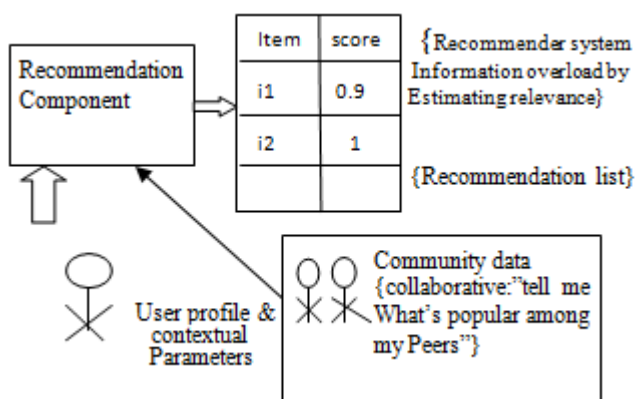 Recommendation
Component
Item score
i1 0.9
i2 1
{Recommender system
Information overload by
Estimating relevance}
{Recommendation list}
User profile &
contextual
Parameters
Community data
{collaborative:"tell me
What's popular among
my Peers"}